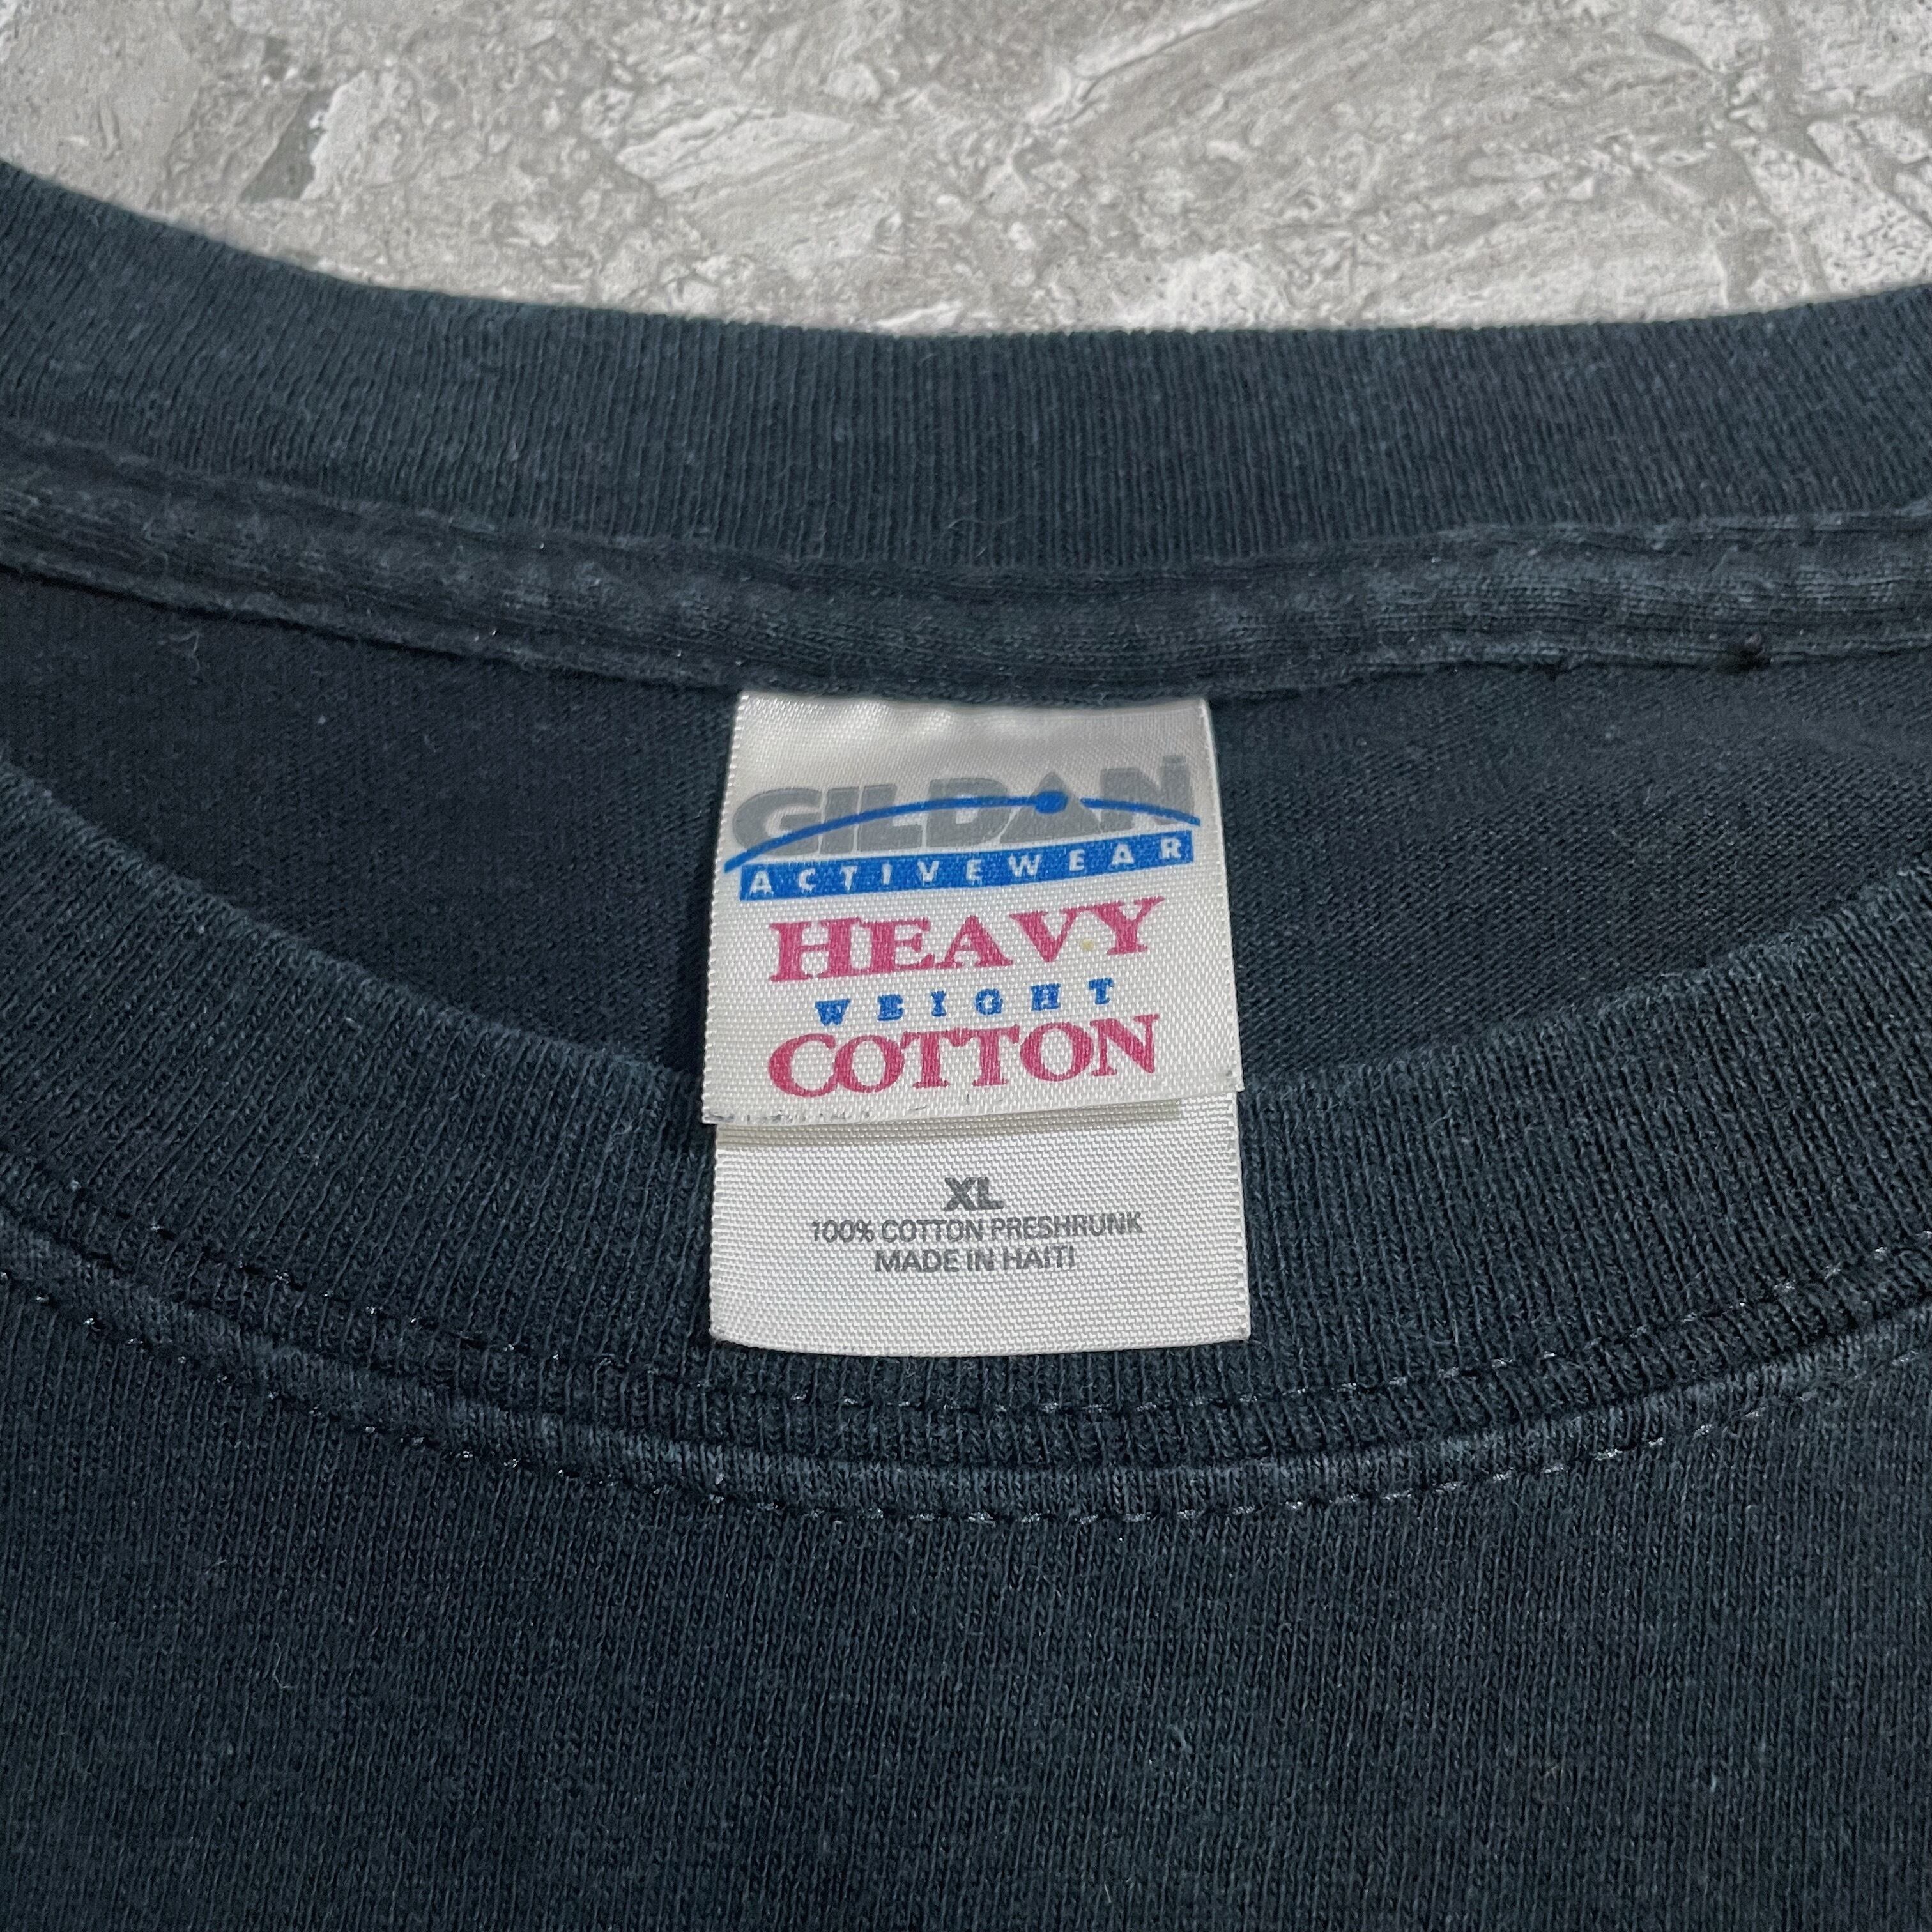 GILDAN
ACTIVEWEAR
HEAVY
WEIGHT
COTTON
XL
100% COTTON PRESHRUNK
MADE IN HAITI